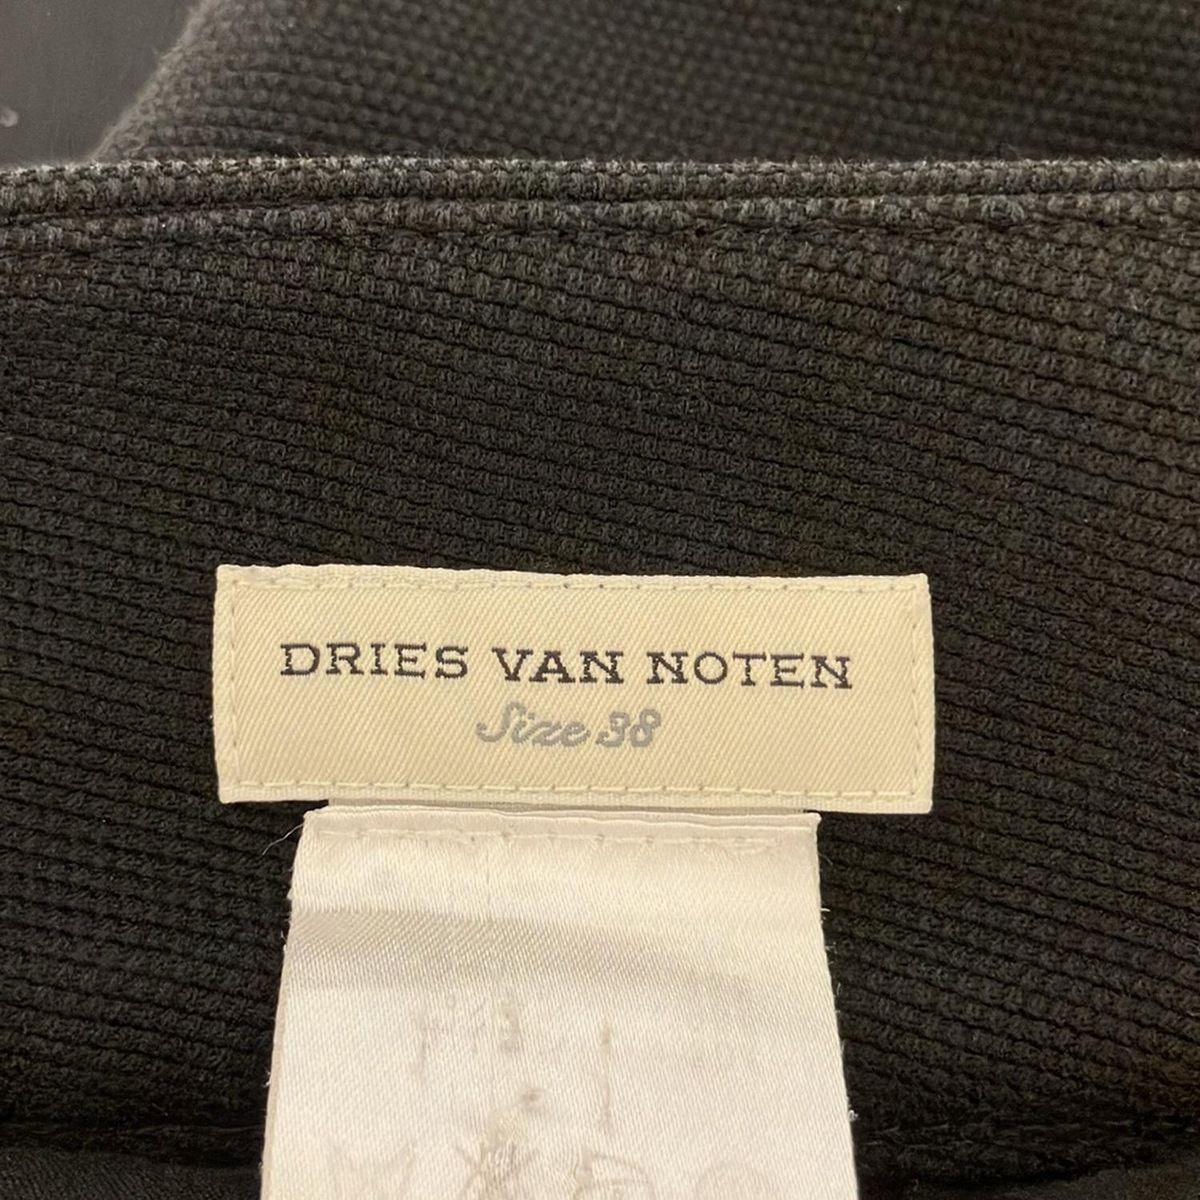 DRIES VAN NOTEN
Size 38